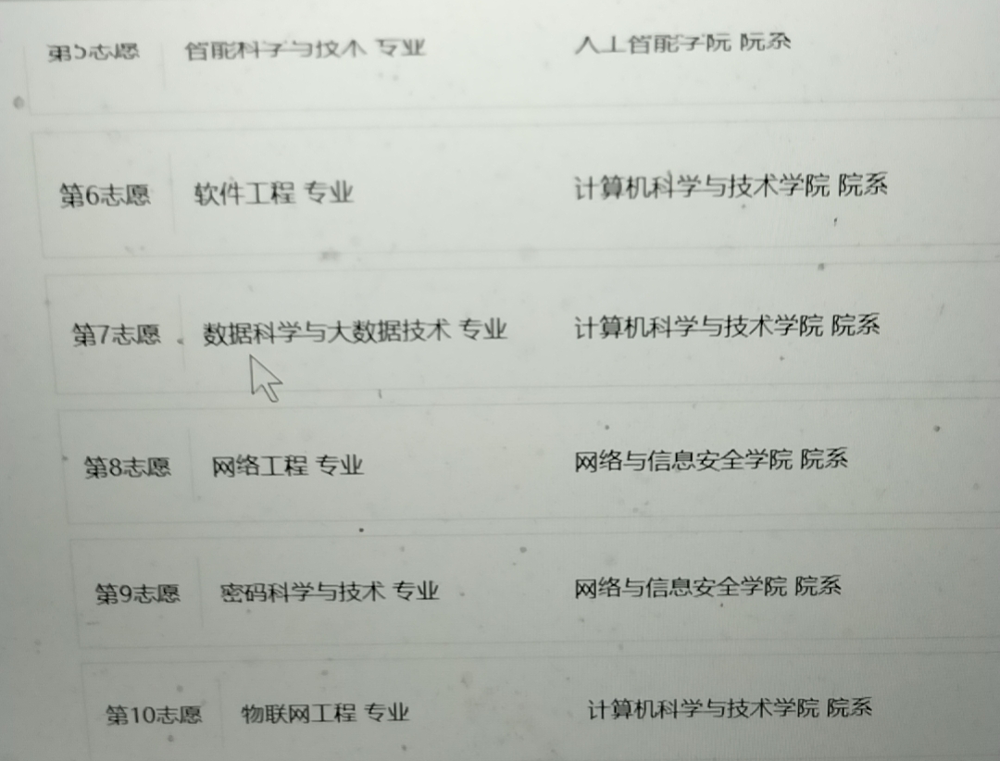 第5志愿 智能科学与技术 专业 人工智能学院 院系
第6志愿 软件工程 专业 计算机科学与技术学院 院系
第7志愿 数据科学与大数据技术 专业 计算机科学与技术学院 院系
第8志愿 网络工程 专业 网络与信息安全学院 院系
第9志愿 密码科学与技术 专业 网络与信息安全学院 院系
第10志愿 物联网工程 专业 计算机科学与技术学院 院系